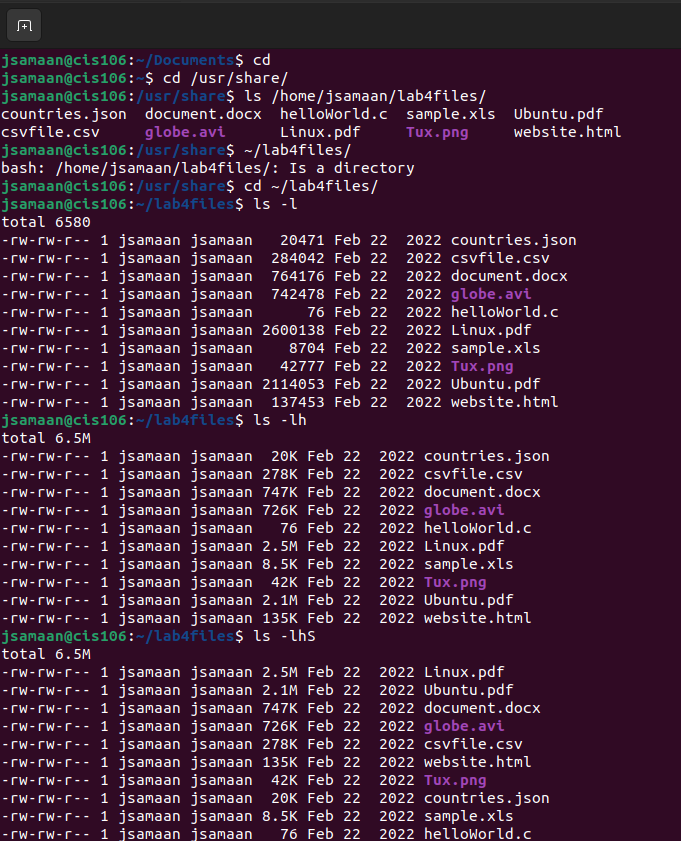 jsamaan@cis106:~/Documents$ cd
jsamaan@cis106:~$ cd /usr/share/
jsamaan@cis106:/usr/share$ ls /home/jsamaan/lab4files/
countries.json  document.docx  helloWorld.c  sample.xls  Ubuntu.pdf
csvfile.csv     globe.avi      Linux.pdf     Tux.png     website.html
jsamaan@cis106:/usr/share$ ~/lab4files/
bash: /home/jsamaan/lab4files/: Is a directory
jsamaan@cis106:/usr/share$ cd ~/lab4files/
jsamaan@cis106:~/lab4files$ ls -l
total 6580
-rw-rw-r-- 1 jsamaan jsamaan   20471 Feb 22  2022 countries.json
-rw-rw-r-- 1 jsamaan jsamaan  284042 Feb 22  2022 csvfile.csv
-rw-rw-r-- 1 jsamaan jsamaan  764176 Feb 22  2022 document.docx
-rw-rw-r-- 1 jsamaan jsamaan  742478 Feb 22  2022 globe.avi
-rw-rw-r-- 1 jsamaan jsamaan      76 Feb 22  2022 helloWorld.c
-rw-rw-r-- 1 jsamaan jsamaan 2600138 Feb 22  2022 Linux.pdf
-rw-rw-r-- 1 jsamaan jsamaan    8704 Feb 22  2022 sample.xls
-rw-rw-r-- 1 jsamaan jsamaan   42777 Feb 22  2022 Tux.png
-rw-rw-r-- 1 jsamaan jsamaan 2114053 Feb 22  2022 Ubuntu.pdf
-rw-rw-r-- 1 jsamaan jsamaan  137453 Feb 22  2022 website.html
jsamaan@cis106:~/lab4files$ ls -lh
total 6.5M
-rw-rw-r-- 1 jsamaan jsamaan  20K Feb 22  2022 countries.json
-rw-rw-r-- 1 jsamaan jsamaan 278K Feb 22  2022 csvfile.csv
-rw-rw-r-- 1 jsamaan jsamaan 747K Feb 22  2022 document.docx
-rw-rw-r-- 1 jsamaan jsamaan 726K Feb 22  2022 globe.avi
-rw-rw-r-- 1 jsamaan jsamaan   76 Feb 22  2022 helloWorld.c
-rw-rw-r-- 1 jsamaan jsamaan 2.5M Feb 22  2022 Linux.pdf
-rw-rw-r-- 1 jsamaan jsamaan 8.5K Feb 22  2022 sample.xls
-rw-rw-r-- 1 jsamaan jsamaan  42K Feb 22  2022 Tux.png
-rw-rw-r-- 1 jsamaan jsamaan 2.1M Feb 22  2022 Ubuntu.pdf
-rw-rw-r-- 1 jsamaan jsamaan 135K Feb 22  2022 website.html
jsamaan@cis106:~/lab4files$ ls -lhS
total 6.5M
-rw-rw-r-- 1 jsamaan jsamaan 2.5M Feb 22  2022 Linux.pdf
-rw-rw-r-- 1 jsamaan jsamaan 2.1M Feb 22  2022 Ubuntu.pdf
-rw-rw-r-- 1 jsamaan jsamaan 747K Feb 22  2022 document.docx
-rw-rw-r-- 1 jsamaan jsamaan 726K Feb 22  2022 globe.avi
-rw-rw-r-- 1 jsamaan jsamaan 278K Feb 22  2022 csvfile.csv
-rw-rw-r-- 1 jsamaan jsamaan 135K Feb 22  2022 website.html
-rw-rw-r-- 1 jsamaan jsamaan  42K Feb 22  2022 Tux.png
-rw-rw-r-- 1 jsamaan jsamaan  20K Feb 22  2022 countries.json
-rw-rw-r-- 1 jsamaan jsamaan 8.5K Feb 22  2022 sample.xls
-rw-rw-r-- 1 jsamaan jsamaan   76 Feb 22  2022 helloWorld.c